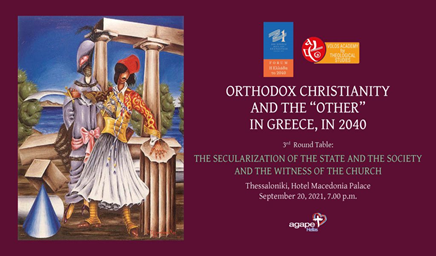 VOLOS ACADEMY
for
THEOLOGICAL
STUDIES
ORTHODOX CHRISTIANITY
AND THE “OTHER”
IN GREECE, IN 2040
3rd Round Table:
THE SECULARIZATION OF THE STATE AND THE SOCIETY
AND THE WITNESS OF THE CHURCH
Thessaloniki, Hotel Macedonia Palace
September 20, 2021, 7.00 p.m.
agape
Hellas